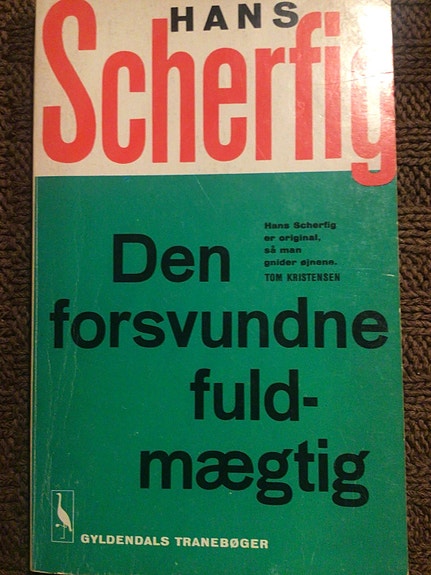 HANS
Scherfig
Hans Scherfig
er original,
så man
gnider øjnene.
TOM KRISTENSEN
Den
forsvundne
fuld-
mægtig
GYLDENDALS TRANEBØGER